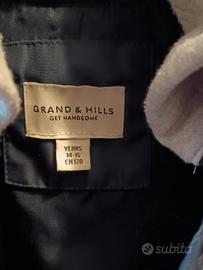 GRAND & HILLS
GET HANDSOME
YEARS
14-15
CM170
subito